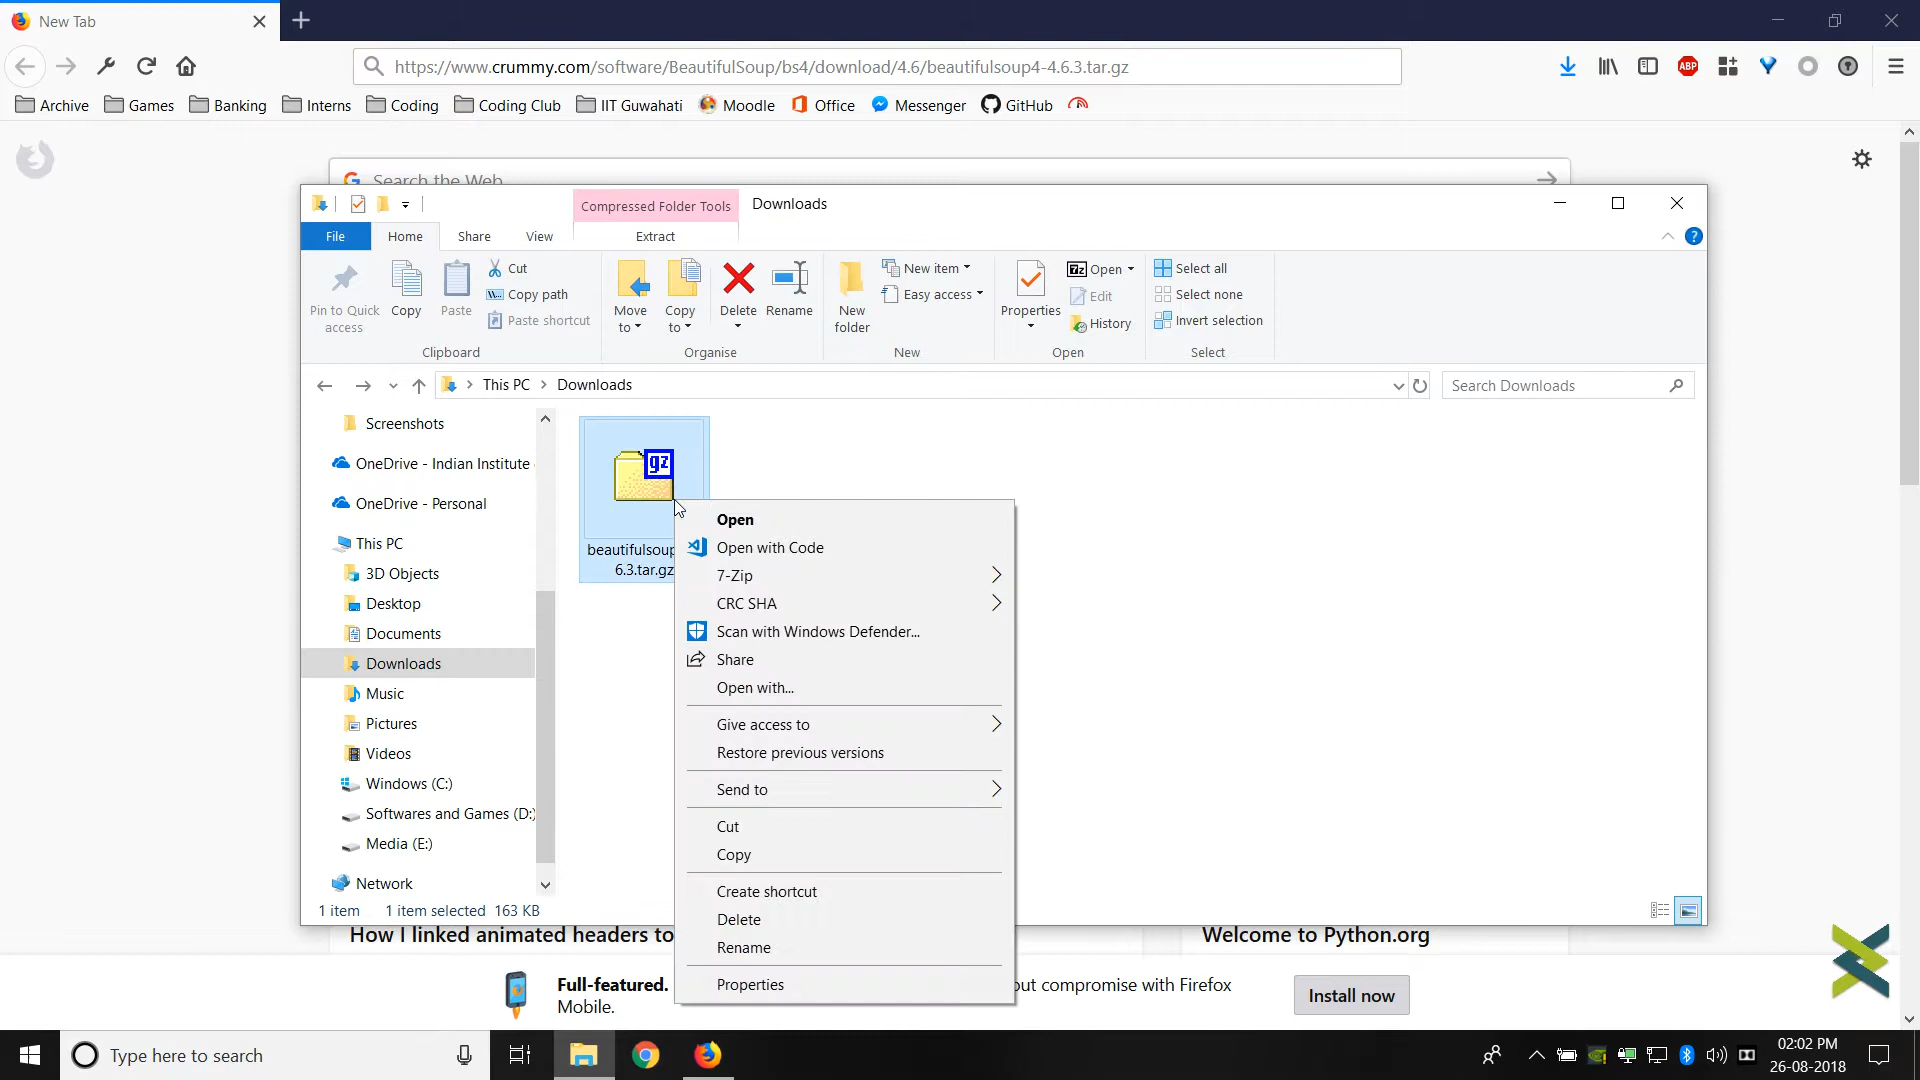 New Tab
https://www.crummy.com/software/BeautifulSoup/bs4/download/4.6/beautifulsoup4-4.6.3.tar.gz
ABP
Archive Games Banking Interns Coding Coding Club IIT Guwahati Moodle Office Messenger GitHub
Search the Web
Compressed Folder Tools Downloads
File Home Share View Extract
Pin to Quick access
Copy
Paste
Cut
Copy path
Paste shortcut
Clipboard
Move to
Copy to
Delete
Rename
Organise
New folder
New item
Easy access
New
Properties
Open
Edit
History
Open
Select all
Select none
Invert selection
Select
This PC Downloads
Search Downloads
Screenshots
OneDrive - Indian Institute
OneDrive - Personal
This PC
3D Objects
Desktop
Documents
Downloads
Music
Pictures
Videos
Windows (C:)
Softwares and Games (D:)
Media (E:)
Network
gz
beautifulsoup
6.3.tar.gz
Open
Open with Code
7-Zip
CRC SHA
Scan with Windows Defender...
Share
Open with...
Give access to
Restore previous versions
Send to
Cut
Copy
Create shortcut
Delete
Rename
Properties
1 item 1 item selected 163 KB
How I linked animated headers to
Welcome to Python.org
Full-featured. out compromise with Firefox
Mobile.
Install now
Type here to search
02:02 PM
26-08-2018